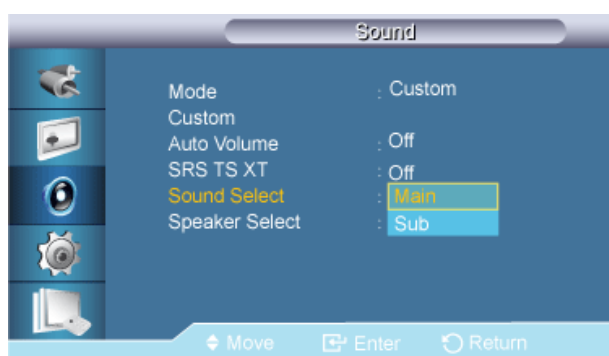 Sound
Mode : Custom
Custom
Auto Volume : Off
SRS TS XT : Off
Sound Select : Main
Speaker Select : Sub
Move Enter Return